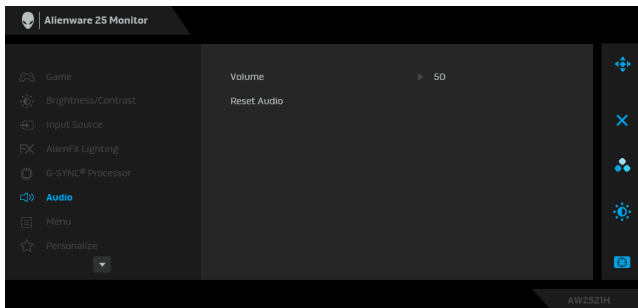 Alienware 25 Monitor
Game
Brightness/Contrast
Input Source
FX AlienFX Lighting
G-SYNC® Processor
Audio
Menu
Personalize
Volume 50
Reset Audio
AW2521H